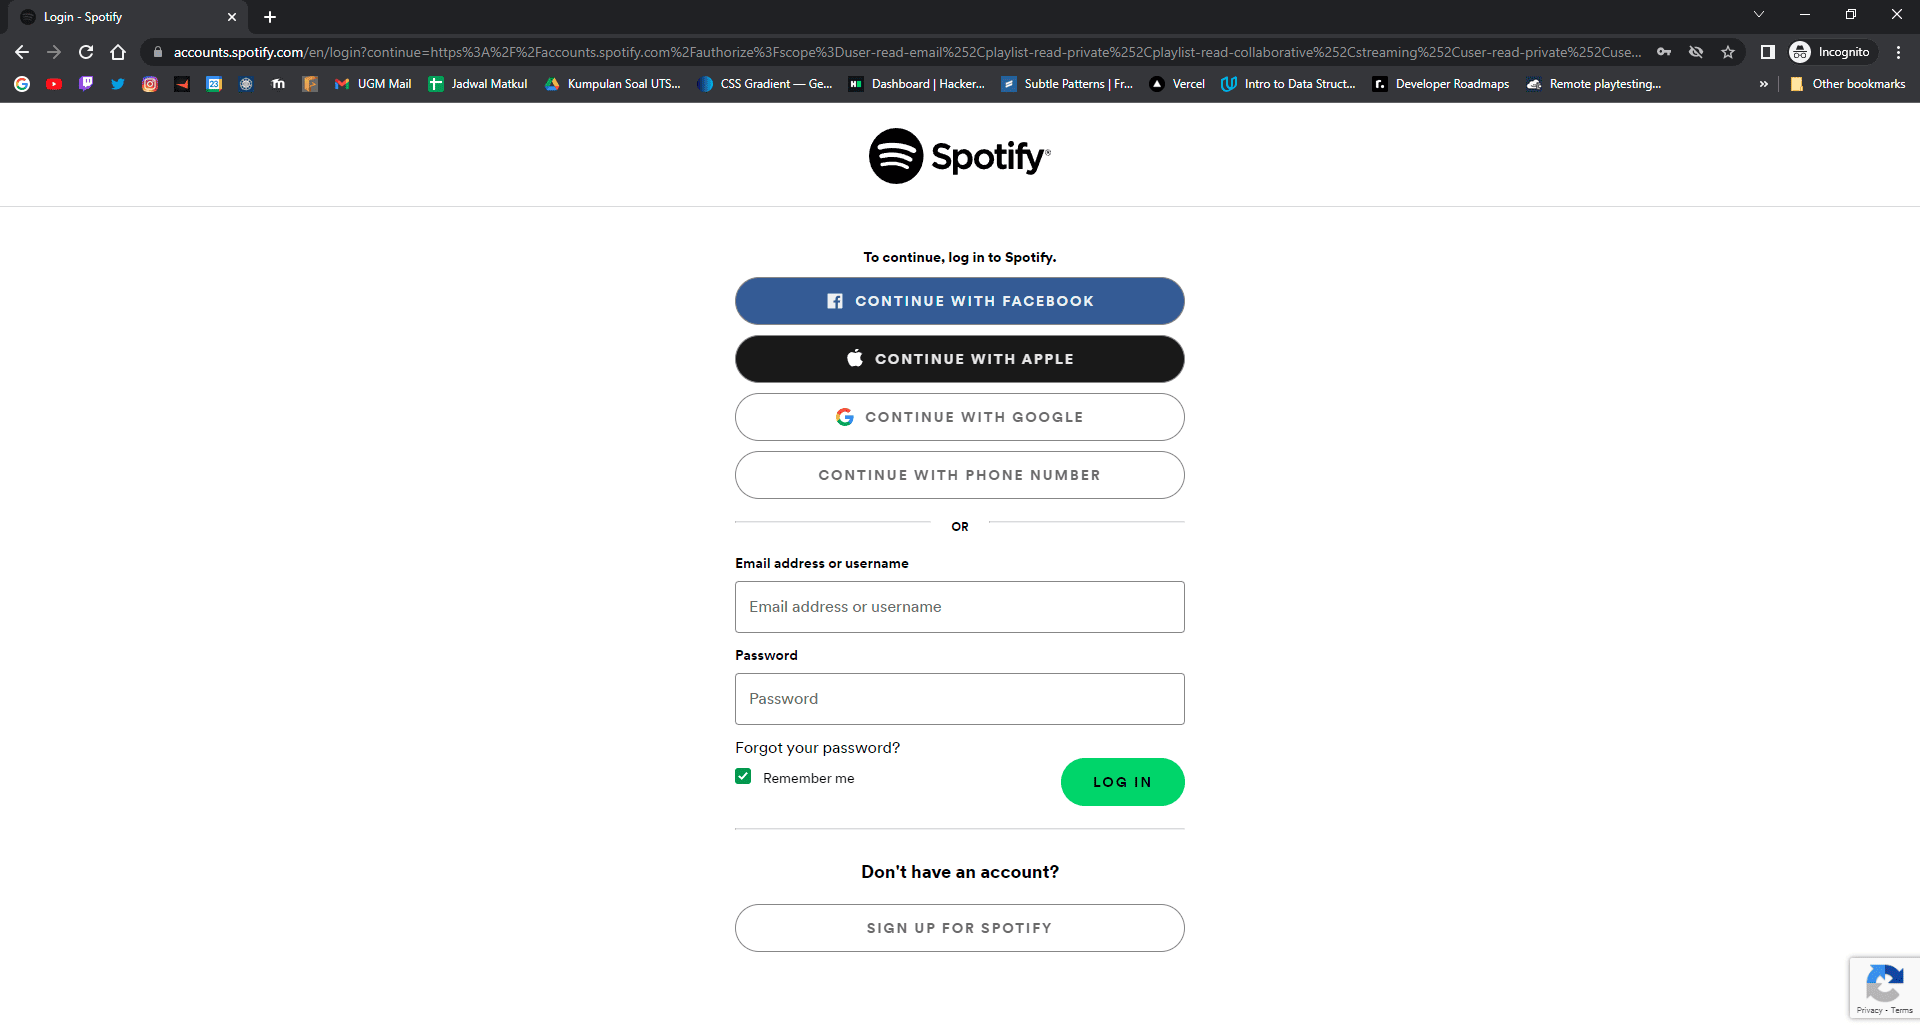 Login - Spotify
accounts.spotify.com/en/login?continue=https%3A%2F%2Faccounts.spotify.com%2Fauthorize%3Fscope%3Duser-read-email%252Cplaylist-read-private%252Cplaylist-read-collaborative%252Cstreaming%252Cuser-read-private%252Cuse...
Incognito
23 m UGM Mail Jadwal Matkul Kumpulan Soal UTS... CSS Gradient — Ge... Dashboard | Hacker... Subtle Patterns | Fr... Vercel Intro to Data Struct... r. Developer Roadmaps Remote playtesting... » Other bookmarks
Spotify®
To continue, log in to Spotify.
CONTINUE WITH FACEBOOK
CONTINUE WITH APPLE
CONTINUE WITH GOOGLE
CONTINUE WITH PHONE NUMBER
OR
Email address or username
Email address or username
Password
Password
Forgot your password?
Remember me
LOG IN
Don't have an account?
SIGN UP FOR SPOTIFY
Privacy - Terms